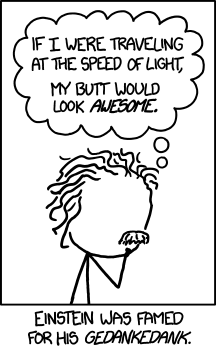 IF I WERE TRAVELING
AT THE SPEED OF LIGHT,
MY BUTT WOULD
LOOK AWESOME.
EINSTEIN WAS FAMED
FOR HIS GEDANKEDANK.